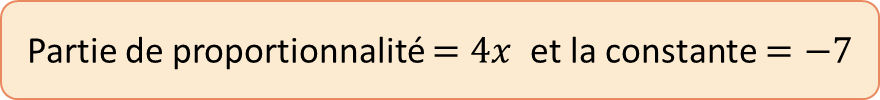 Partie de proportionnalité = 4x et la constante = −7